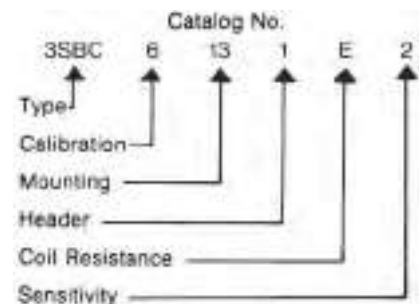 Catalog No.
3SBC 6 13 1 E 2
Type
Calibration
Mounting
Header
Coil Resistance
Sensitivity